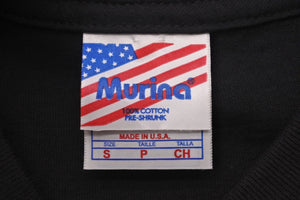 Murina®
100% COTTON
PRE-SHRUNK
MADE IN U.S.A.
SIZE TAILLE TALLA
S P CH